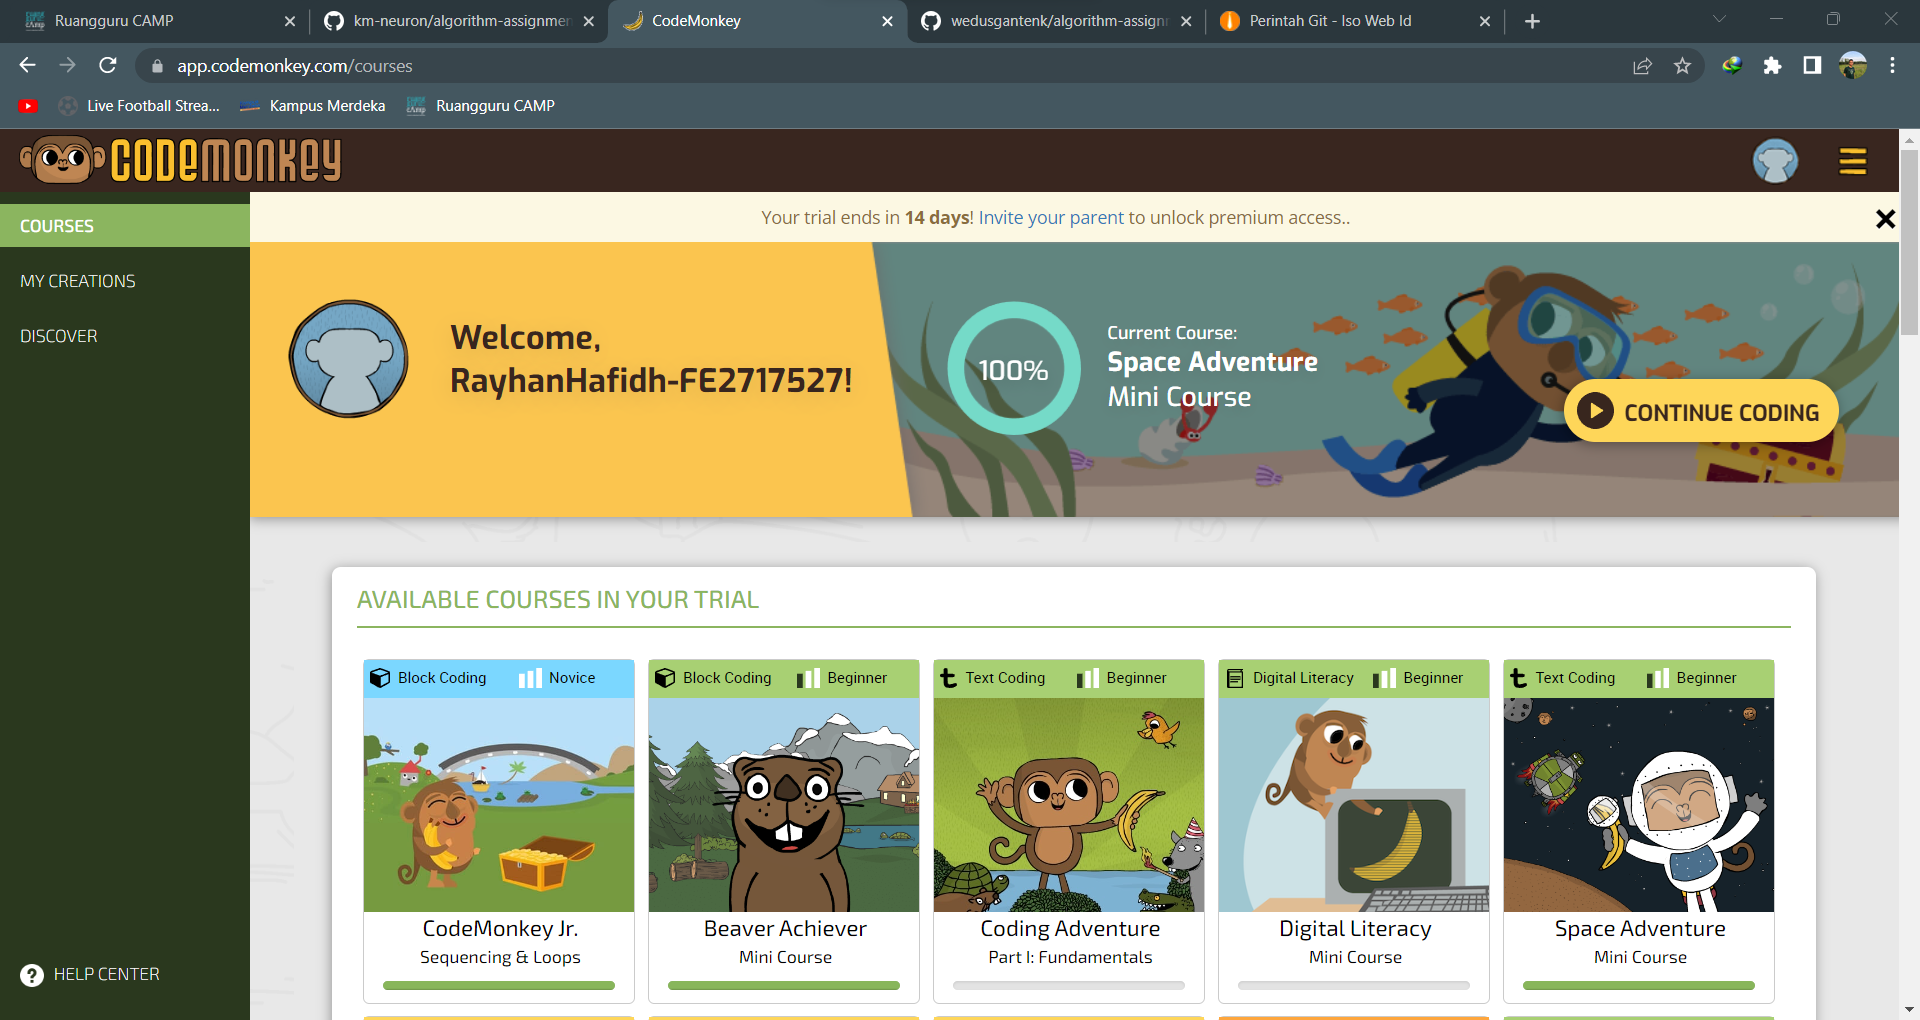 Ruangguru CAMP
km-neuron/algorithm-assignmen
CodeMonkey
wedusgantenk/algorithm-assign
Perintah Git - Iso Web Id
app.codemonkey.com/courses
Live Football Strea...
Kampus Merdeka
Ruangguru CAMP
CODEMONKEY
COURSES
MY CREATIONS
DISCOVER
HELP CENTER
Your trial ends in 14 days! Invite your parent to unlock premium access..
Welcome,
RayhanHafidh-FE2717527!
100%
Current Course:
Space Adventure
Mini Course
CONTINUE CODING
AVAILABLE COURSES IN YOUR TRIAL
Block Coding Novice
CodeMonkey Jr.
Sequencing & Loops
Block Coding Beginner
Beaver Achiever
Mini Course
Text Coding Beginner
Coding Adventure
Part I: Fundamentals
Digital Literacy Beginner
Digital Literacy
Mini Course
Text Coding Beginner
Space Adventure
Mini Course